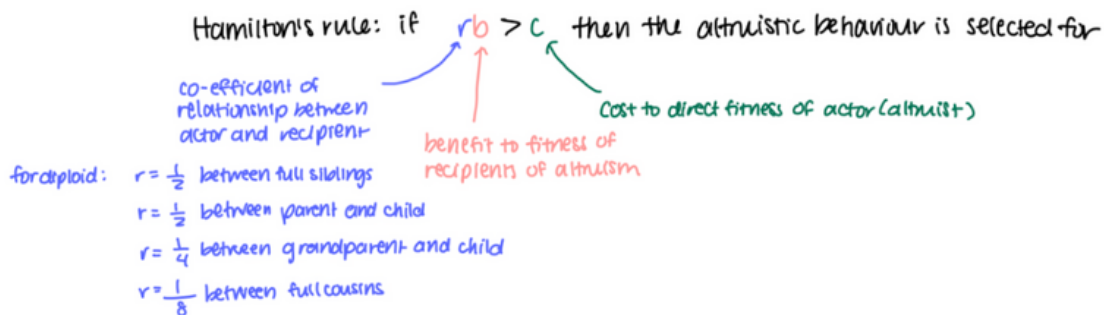 Hamilton's rule: if rb > c then the altruistic behaviour is selected for
co-efficient of
relationship between
actor and recipient
cost to direct fitness of actor (altruist)
benefit to fitness of
recipients of altruism
for diploid: r = 1/2 between full siblings
r = 1/2 between parent and child
r = 1/4 between grandparent and child
r = 1/8 between full cousins